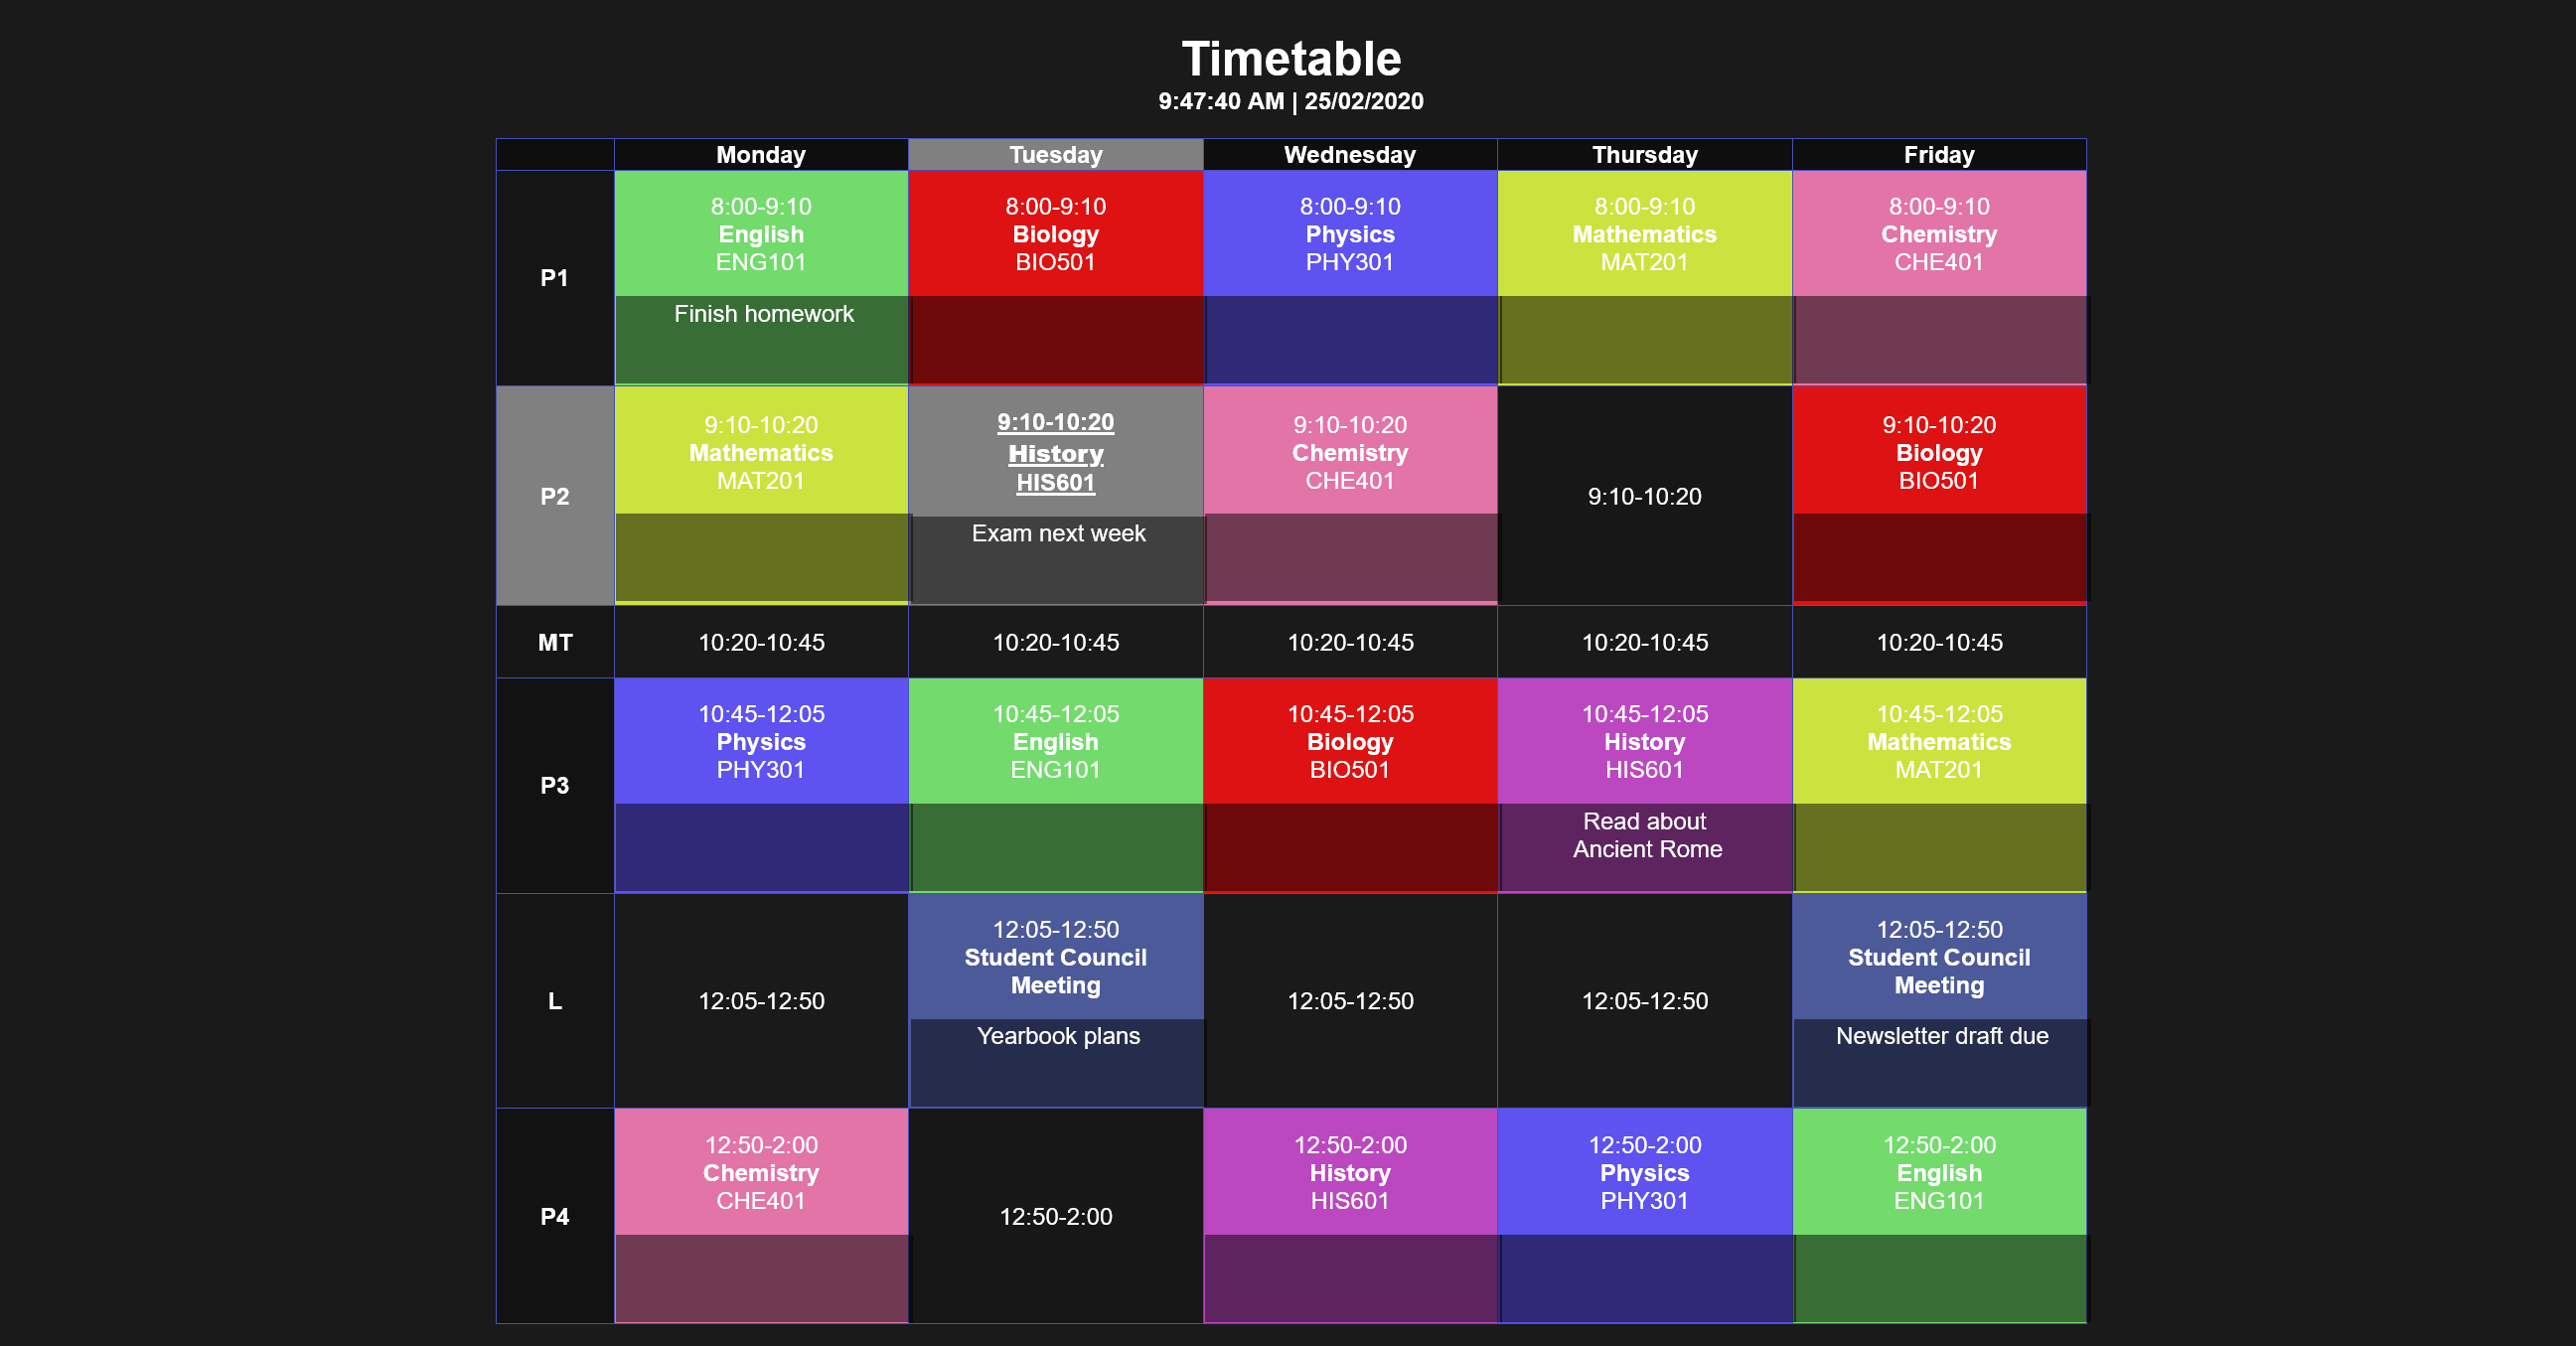 Timetable
9:47:40 AM | 25/02/2020
Monday Tuesday Wednesday Thursday Friday
P1
8:00-9:10
English
ENG101
Finish homework
8:00-9:10
Biology
BIO501
8:00-9:10
Physics
PHY301
8:00-9:10
Mathematics
MAT201
8:00-9:10
Chemistry
CHE401
P2
9:10-10:20
Mathematics
MAT201
9:10-10:20
History
HIS601
Exam next week
9:10-10:20
Chemistry
CHE401
9:10-10:20
9:10-10:20
Biology
BIO501
MT
10:20-10:45
10:20-10:45
10:20-10:45
10:20-10:45
10:20-10:45
P3
10:45-12:05
Physics
PHY301
10:45-12:05
English
ENG101
10:45-12:05
Biology
BIO501
10:45-12:05
History
HIS601
Read about
Ancient Rome
10:45-12:05
Mathematics
MAT201
L
12:05-12:50
12:05-12:50
Student Council
Meeting
Yearbook plans
12:05-12:50
12:05-12:50
12:05-12:50
Student Council
Meeting
Newsletter draft due
P4
12:50-2:00
Chemistry
CHE401
12:50-2:00
12:50-2:00
History
HIS601
12:50-2:00
Physics
PHY301
12:50-2:00
English
ENG101